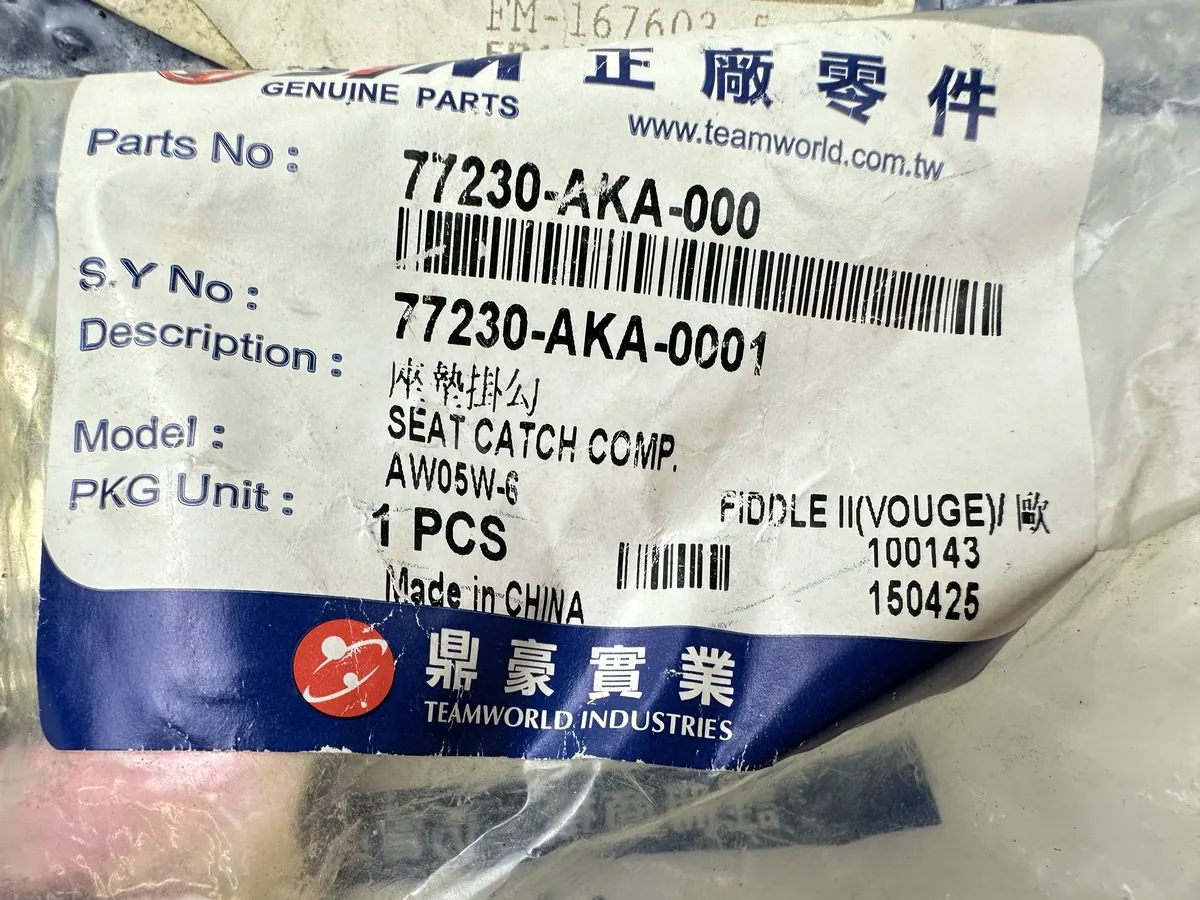 FM-167603
SYM 正廠零件
GENUINE PARTS
www.teamworld.com.tw
Parts No :
77230-AKA-000
S.Y No :
77230-AKA-0001
Description :
座墊掛勾
SEAT CATCH COMP.
Model :
AW05W-6
FIDDLE II(VOUGE)/ 歐
PKG Unit :
1 PCS
100143
Made in CHINA
150425
鼎豪實業
TEAMWORLD INDUSTRIES